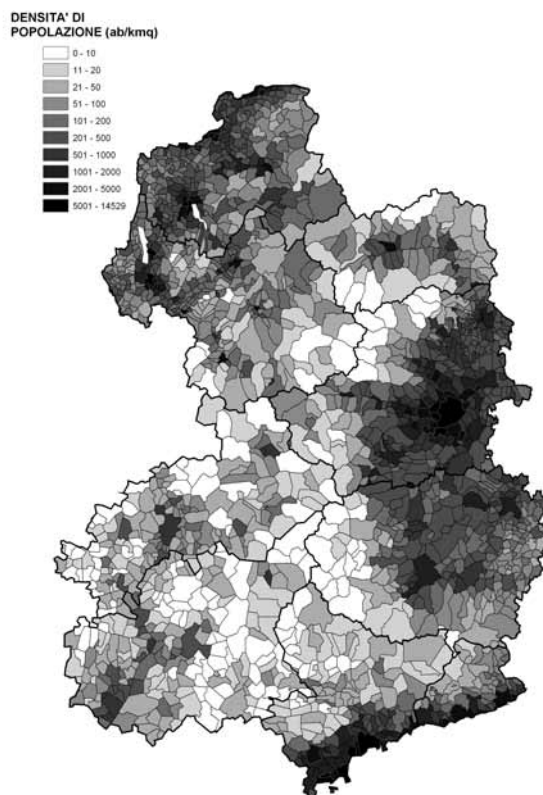 DENSITA' DI
POPOLAZIONE (ab/kmq)
0 - 10
11 - 20
21 - 50
51 - 100
101 - 200
201 - 500
501 - 1000
1001 - 2000
2001 - 5000
5001 - 14529